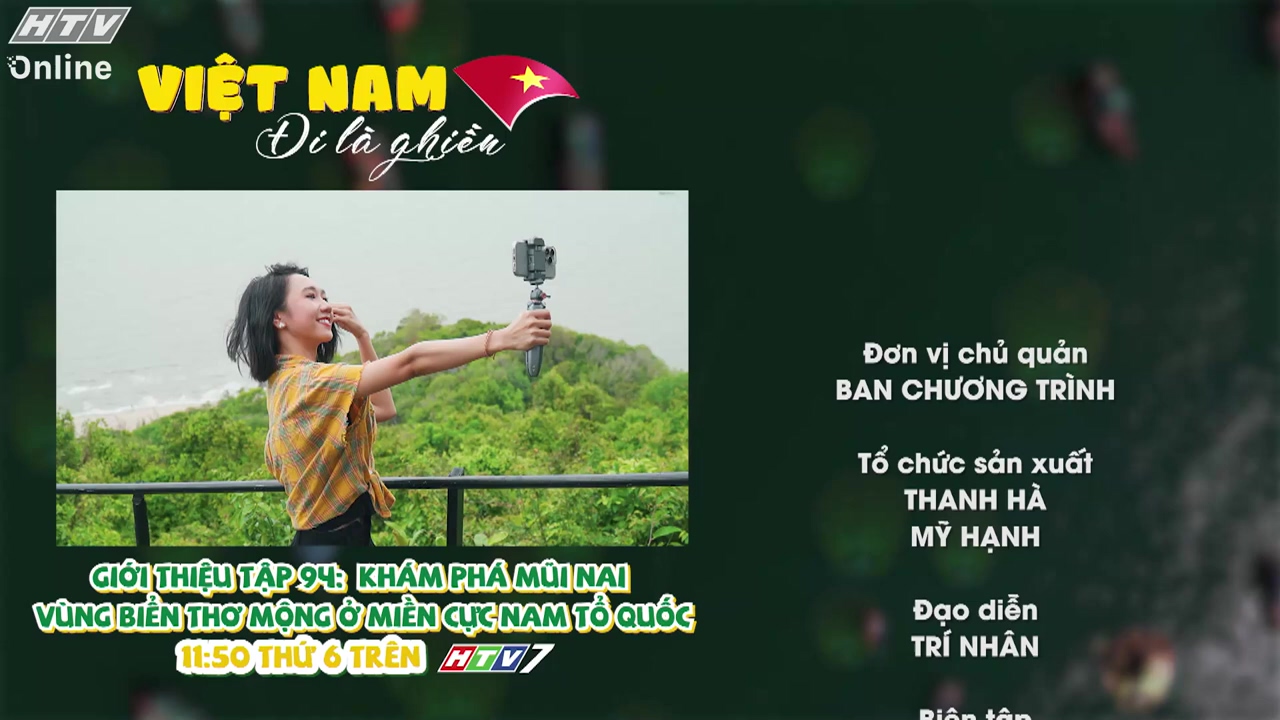 HTV
Online
VIỆT NAM
Đi là ghiền
GIỚI THIỆU TẬP 94: KHÁM PHÁ MŨI NAI
VÙNG BIỂN THƠ MỘNG Ở MIỀN CỰC NAM TỔ QUỐC
11:50 THỨ 6 TRÊN HTV7
Đơn vị chủ quản
BAN CHƯƠNG TRÌNH
Tổ chức sản xuất
THANH HÀ
MỸ HẠNH
Đạo diễn
TRÍ NHÂN
Biên tập